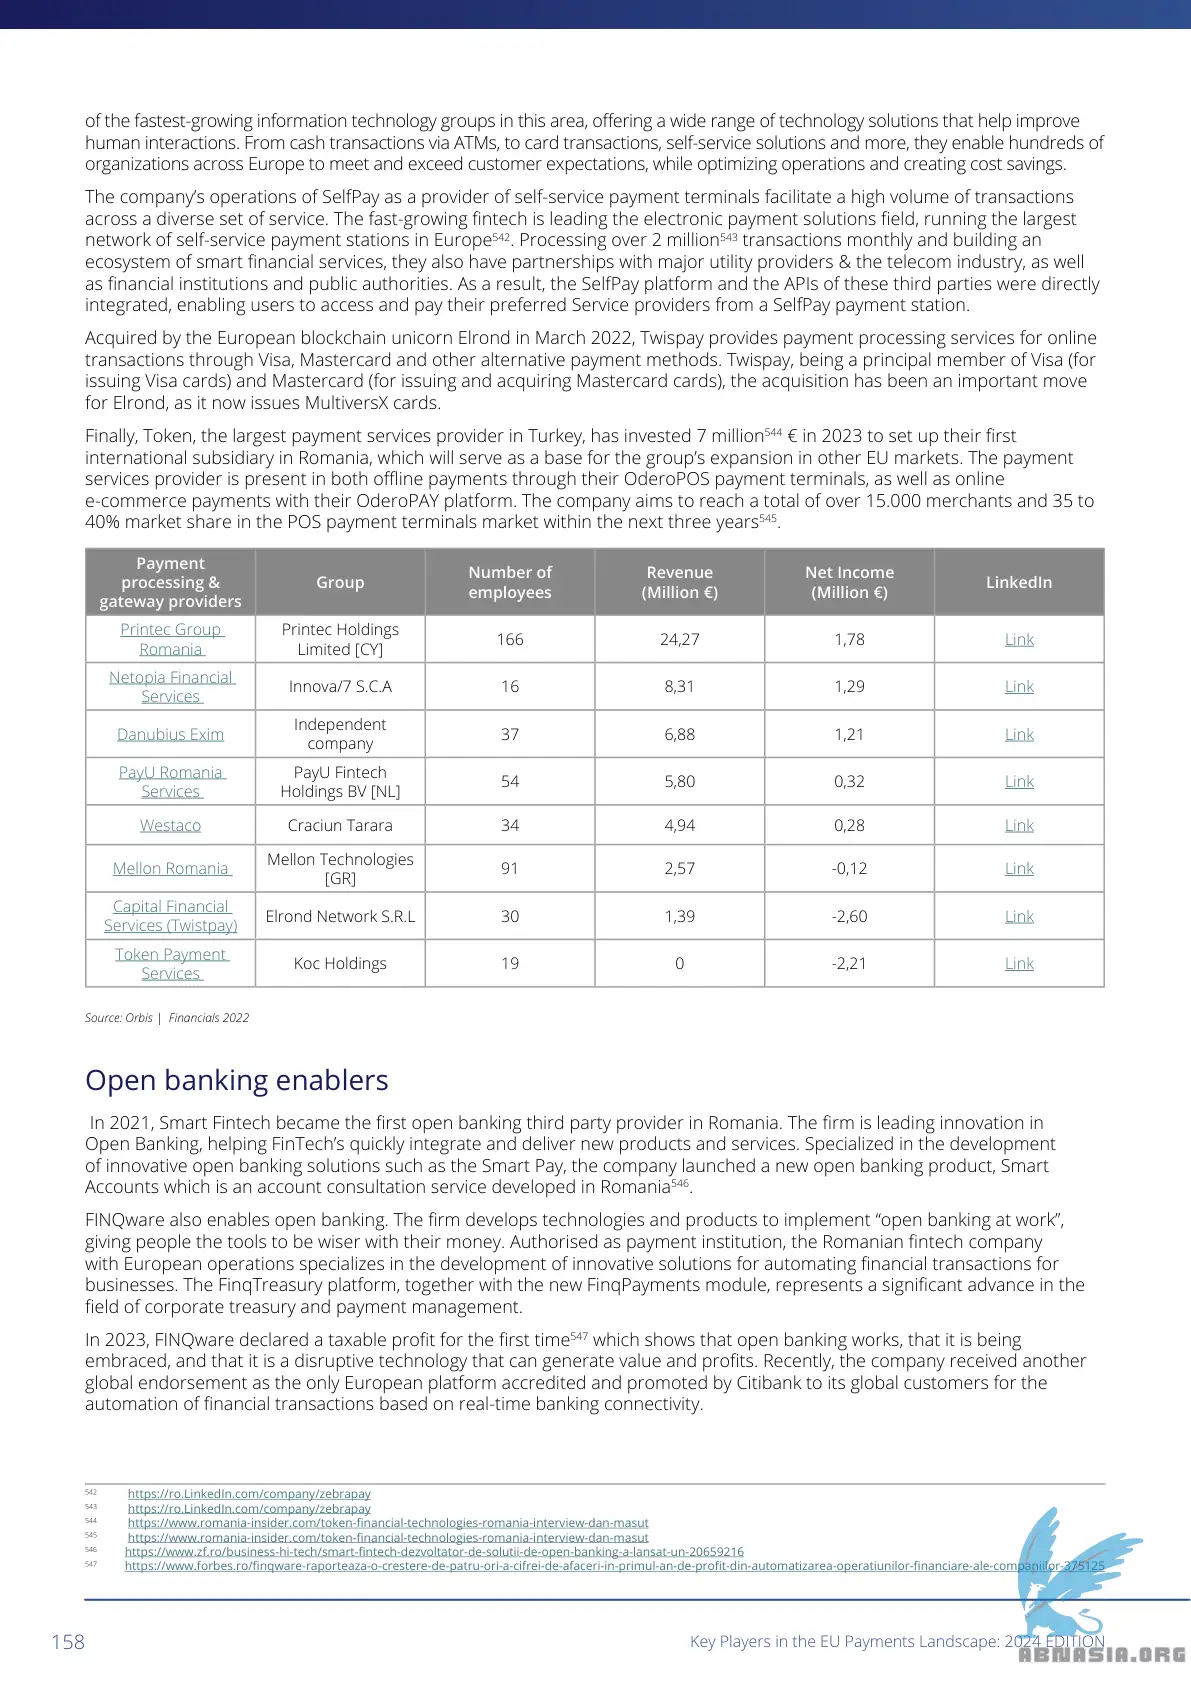 of the fastest-growing information technology groups in this area, offering a wide range of technology solutions that help improve
human interactions. From cash transactions via ATMs, to card transactions, self-service solutions and more, they enable hundreds of
organizations across Europe to meet and exceed customer expectations, while optimizing operations and creating cost savings.
The company’s operations of SelfPay as a provider of self-service payment terminals facilitate a high volume of transactions
across a diverse set of service. The fast-growing fintech is leading the electronic payment solutions field, running the largest
network of self-service payment stations in Europe542. Processing over 2 million543 transactions monthly and building an
ecosystem of smart financial services, they also have partnerships with major utility providers & the telecom industry, as well
as financial institutions and public authorities. As a result, the SelfPay platform and the APIs of these third parties were directly
integrated, enabling users to access and pay their preferred Service providers from a SelfPay payment station.
Acquired by the European blockchain unicorn Elrond in March 2022, Twispay provides payment processing services for online
transactions through Visa, Mastercard and other alternative payment methods. Twispay, being a principal member of Visa (for
issuing Visa cards) and Mastercard (for issuing and acquiring Mastercard cards), the acquisition has been an important move
for Elrond, as it now issues MultiversX cards.
Finally, Token, the largest payment services provider in Turkey, has invested 7 million544 € in 2023 to set up their first
international subsidiary in Romania, which will serve as a base for the group’s expansion in other EU markets. The payment
services provider is present in both offline payments through their OderoPOS payment terminals, as well as online
e-commerce payments with their OderoPAY platform. The company aims to reach a total of over 15.000 merchants and 35 to
40% market share in the POS payment terminals market within the next three years545.
Payment processing & gateway providers Group Number of employees Revenue (Million €) Net Income (Million €) LinkedIn
Printec Group Romania Printec Holdings Limited [CY] 166 24,27 1,78 Link
Netopia Financial Services Innova/7 S.C.A 16 8,31 1,29 Link
Danubius Exim Independent company 37 6,88 1,21 Link
PayU Romania Services PayU Fintech Holdings BV [NL] 54 5,80 0,32 Link
Westaco Craciun Tarara 34 4,94 0,28 Link
Mellon Romania Mellon Technologies [GR] 91 2,57 -0,12 Link
Capital Financial Services (Twistpay) Elrond Network S.R.L 30 1,39 -2,60 Link
Token Payment Services Koc Holdings 19 0 -2,21 Link
Source: Orbis | Financials 2022
Open banking enablers
In 2021, Smart Fintech became the first open banking third party provider in Romania. The firm is leading innovation in
Open Banking, helping FinTech’s quickly integrate and deliver new products and services. Specialized in the development
of innovative open banking solutions such as the Smart Pay, the company launched a new open banking product, Smart
Accounts which is an account consultation service developed in Romania546.
FINQware also enables open banking. The firm develops technologies and products to implement “open banking at work”,
giving people the tools to be wiser with their money. Authorised as payment institution, the Romanian fintech company
with European operations specializes in the development of innovative solutions for automating financial transactions for
businesses. The FinqTreasury platform, together with the new FinqPayments module, represents a significant advance in the
field of corporate treasury and payment management.
In 2023, FINQware declared a taxable profit for the first time547 which shows that open banking works, that it is being
embraced, and that it is a disruptive technology that can generate value and profits. Recently, the company received another
global endorsement as the only European platform accredited and promoted by Citibank to its global customers for the
automation of financial transactions based on real-time banking connectivity.
542 https://ro.LinkedIn.com/company/zebrapay
543 https://ro.LinkedIn.com/company/zebrapay
544 https://www.romania-insider.com/token-financial-technologies-romania-interview-dan-masut
545 https://www.romania-insider.com/token-financial-technologies-romania-interview-dan-masut
546 https://www.zf.ro/business-hi-tech/smart-fintech-dezvoltator-de-solutii-de-open-banking-a-lansat-un-20659216
547 https://www.forbes.ro/finqware-raporteaza-o-crestere-de-patru-ori-a-cifrei-de-afaceri-in-primul-an-de-profit-din-automatizarea-operatiunilor-financiare-ale-companiilor-375125
158 Key Players in the EU Payments Landscape: 2024 EDITION
ABNASIA.ORG